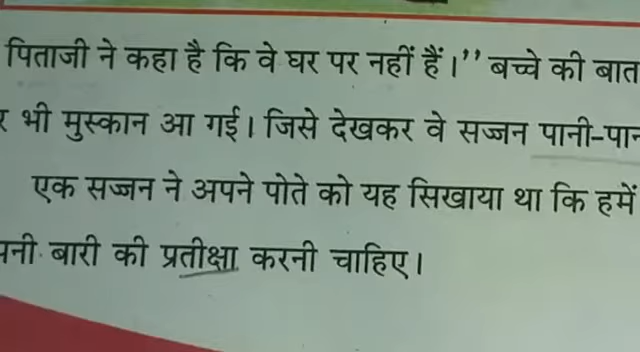 पिताजी ने कहा है कि वे घर पर नहीं हैं।’’ बच्चे की बात
भी मुस्कान आ गई। जिसे देखकर वे सज्जन पानी-पान
एक सज्जन ने अपने पोते को यह सिखाया था कि हमें
बारी की प्रतीक्षा करनी चाहिए।